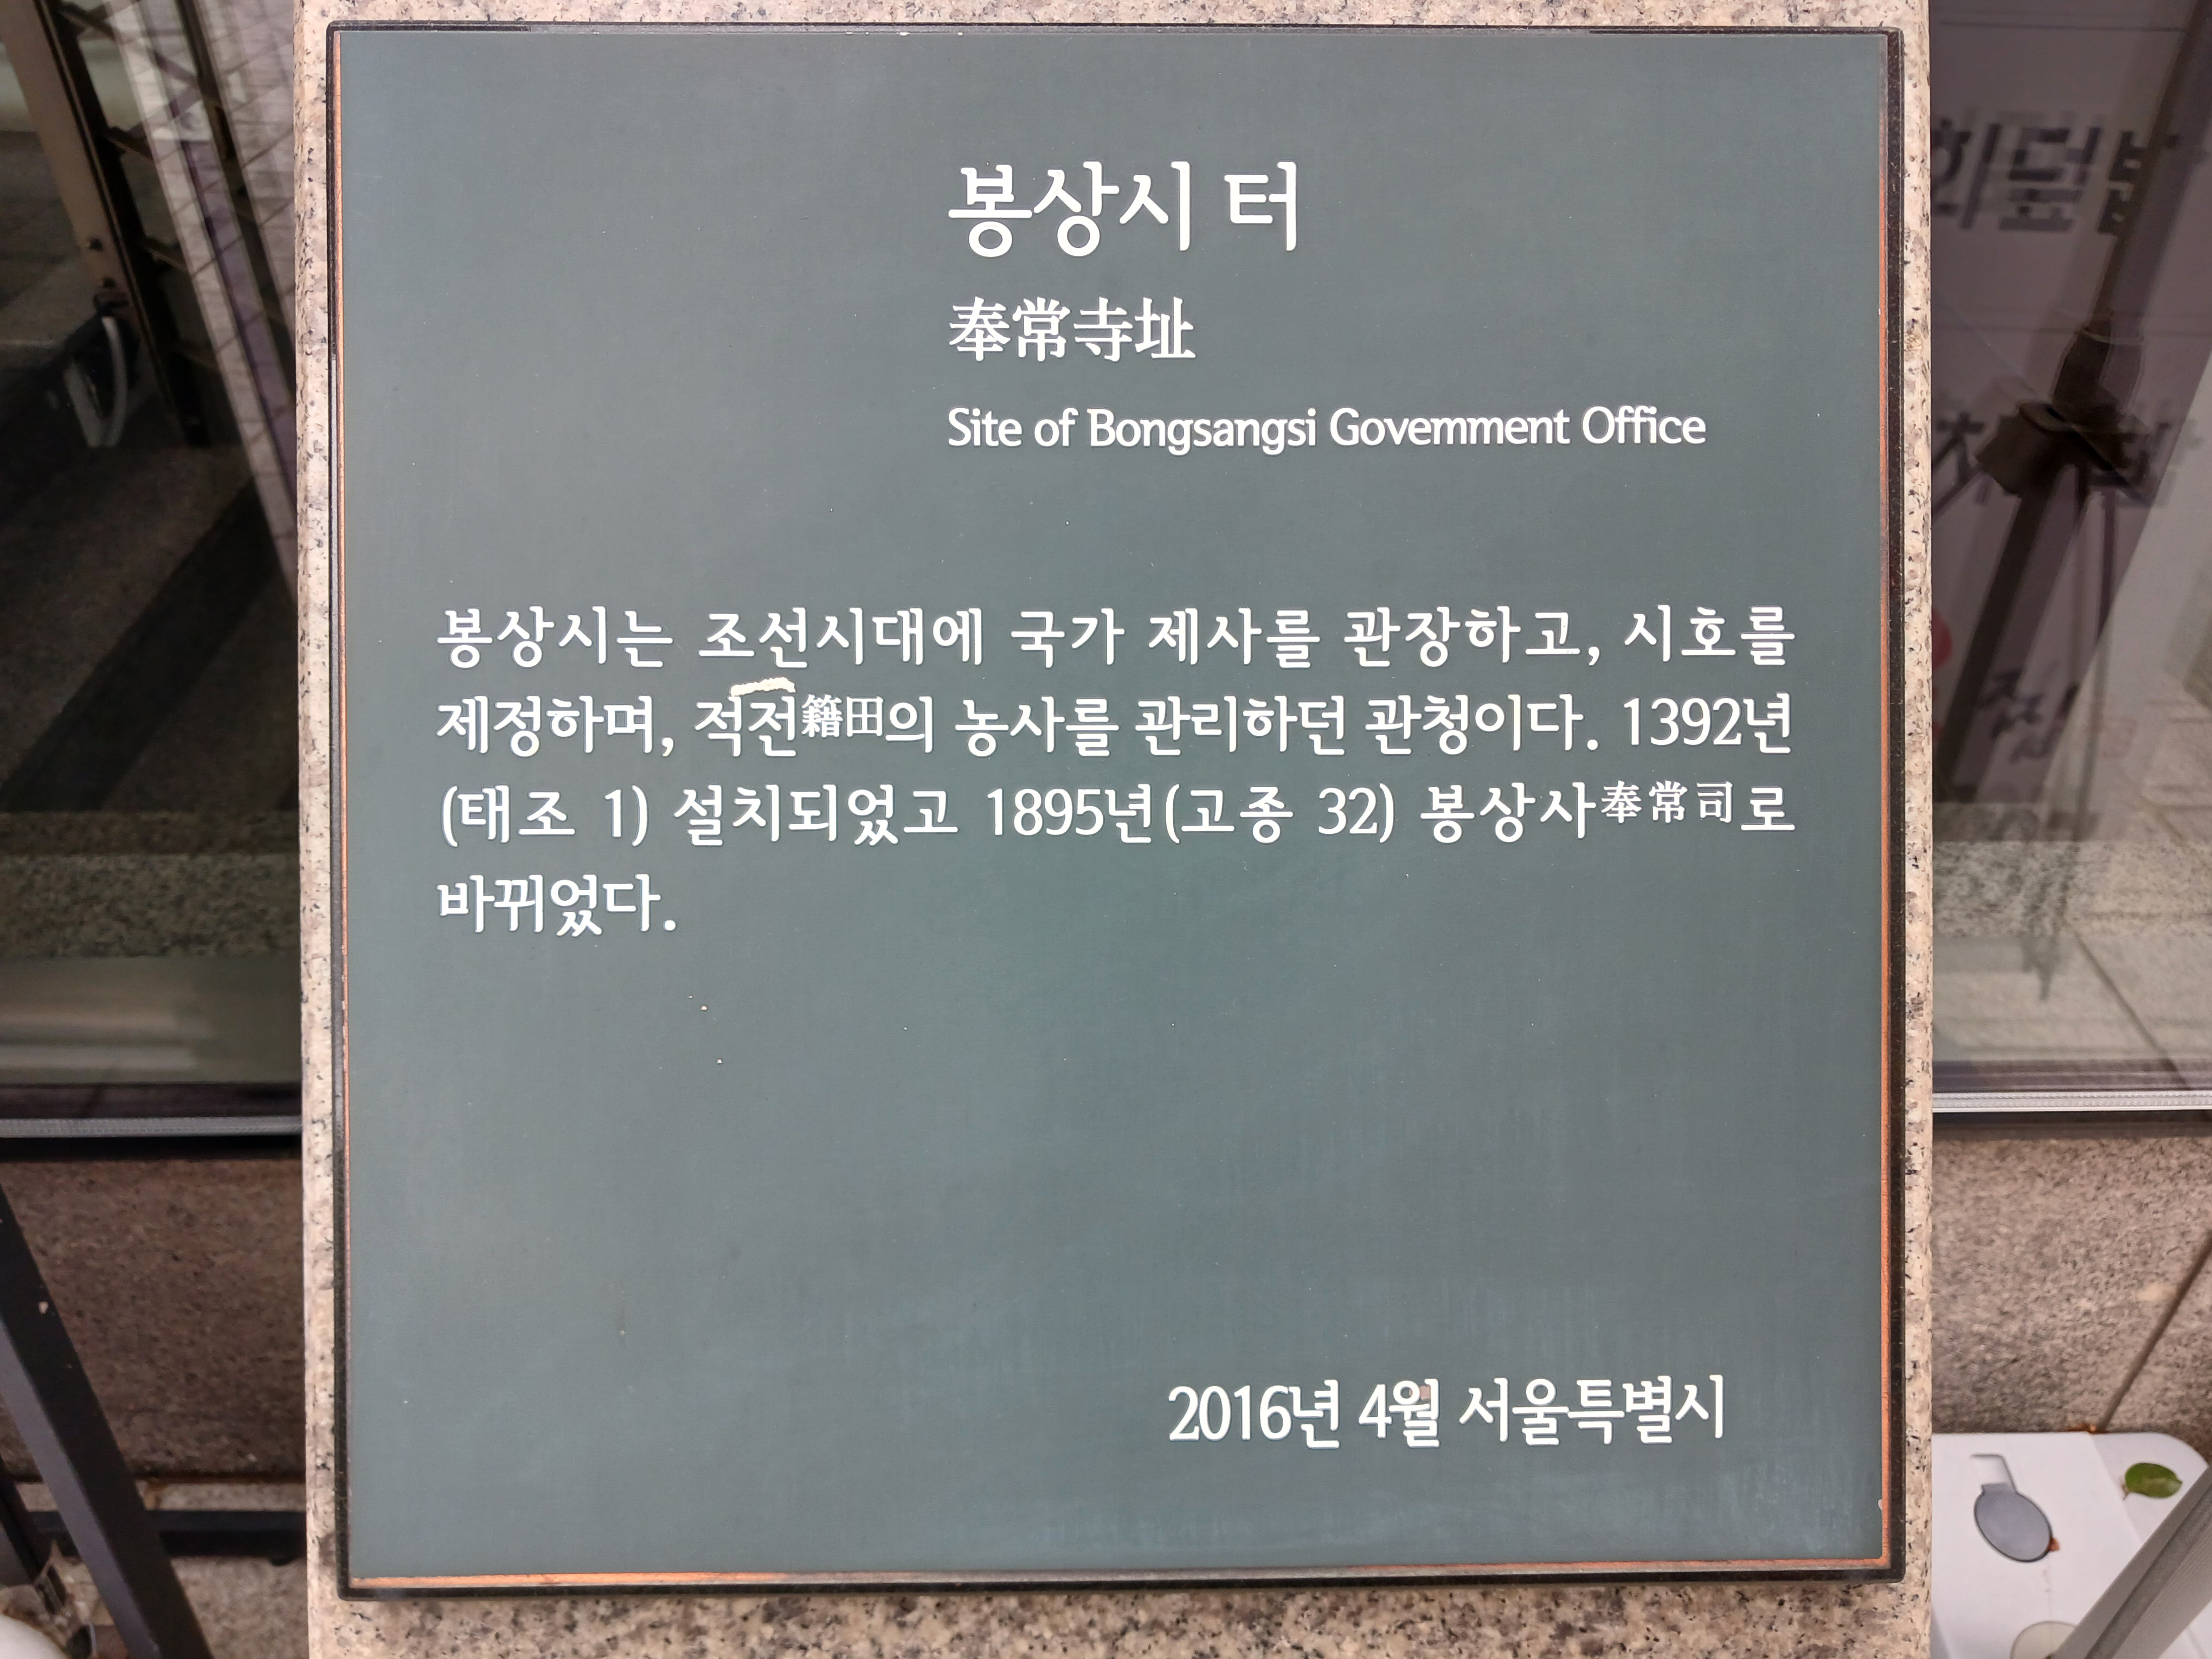 봉상시 터
奉常寺址
Site of Bongsangsi Government Office
봉상시는 조선시대에 국가 제사를 관장하고, 시호를
제정하며, 적전籍田의 농사를 관리하던 관청이다. 1392년
(태조 1) 설치되었고 1895년(고종 32) 봉상사奉常司로
바뀌었다.
2016년 4월 서울특별시